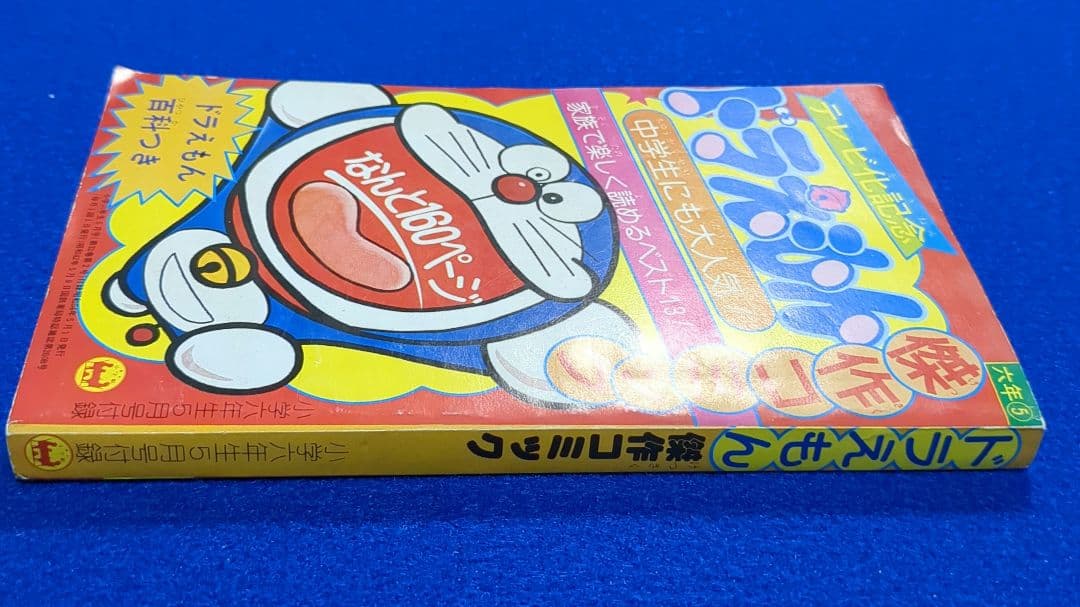 テレビ化記念
ドラえもん
傑作コミック
六年⑤
中学生にも大人気
家族で楽しく読めるベスト13
なんと160ページ
ドラえもん
百科つき
小学六年生5月号付録
ドラえもん 傑作コミック 小学六年生5月号付録